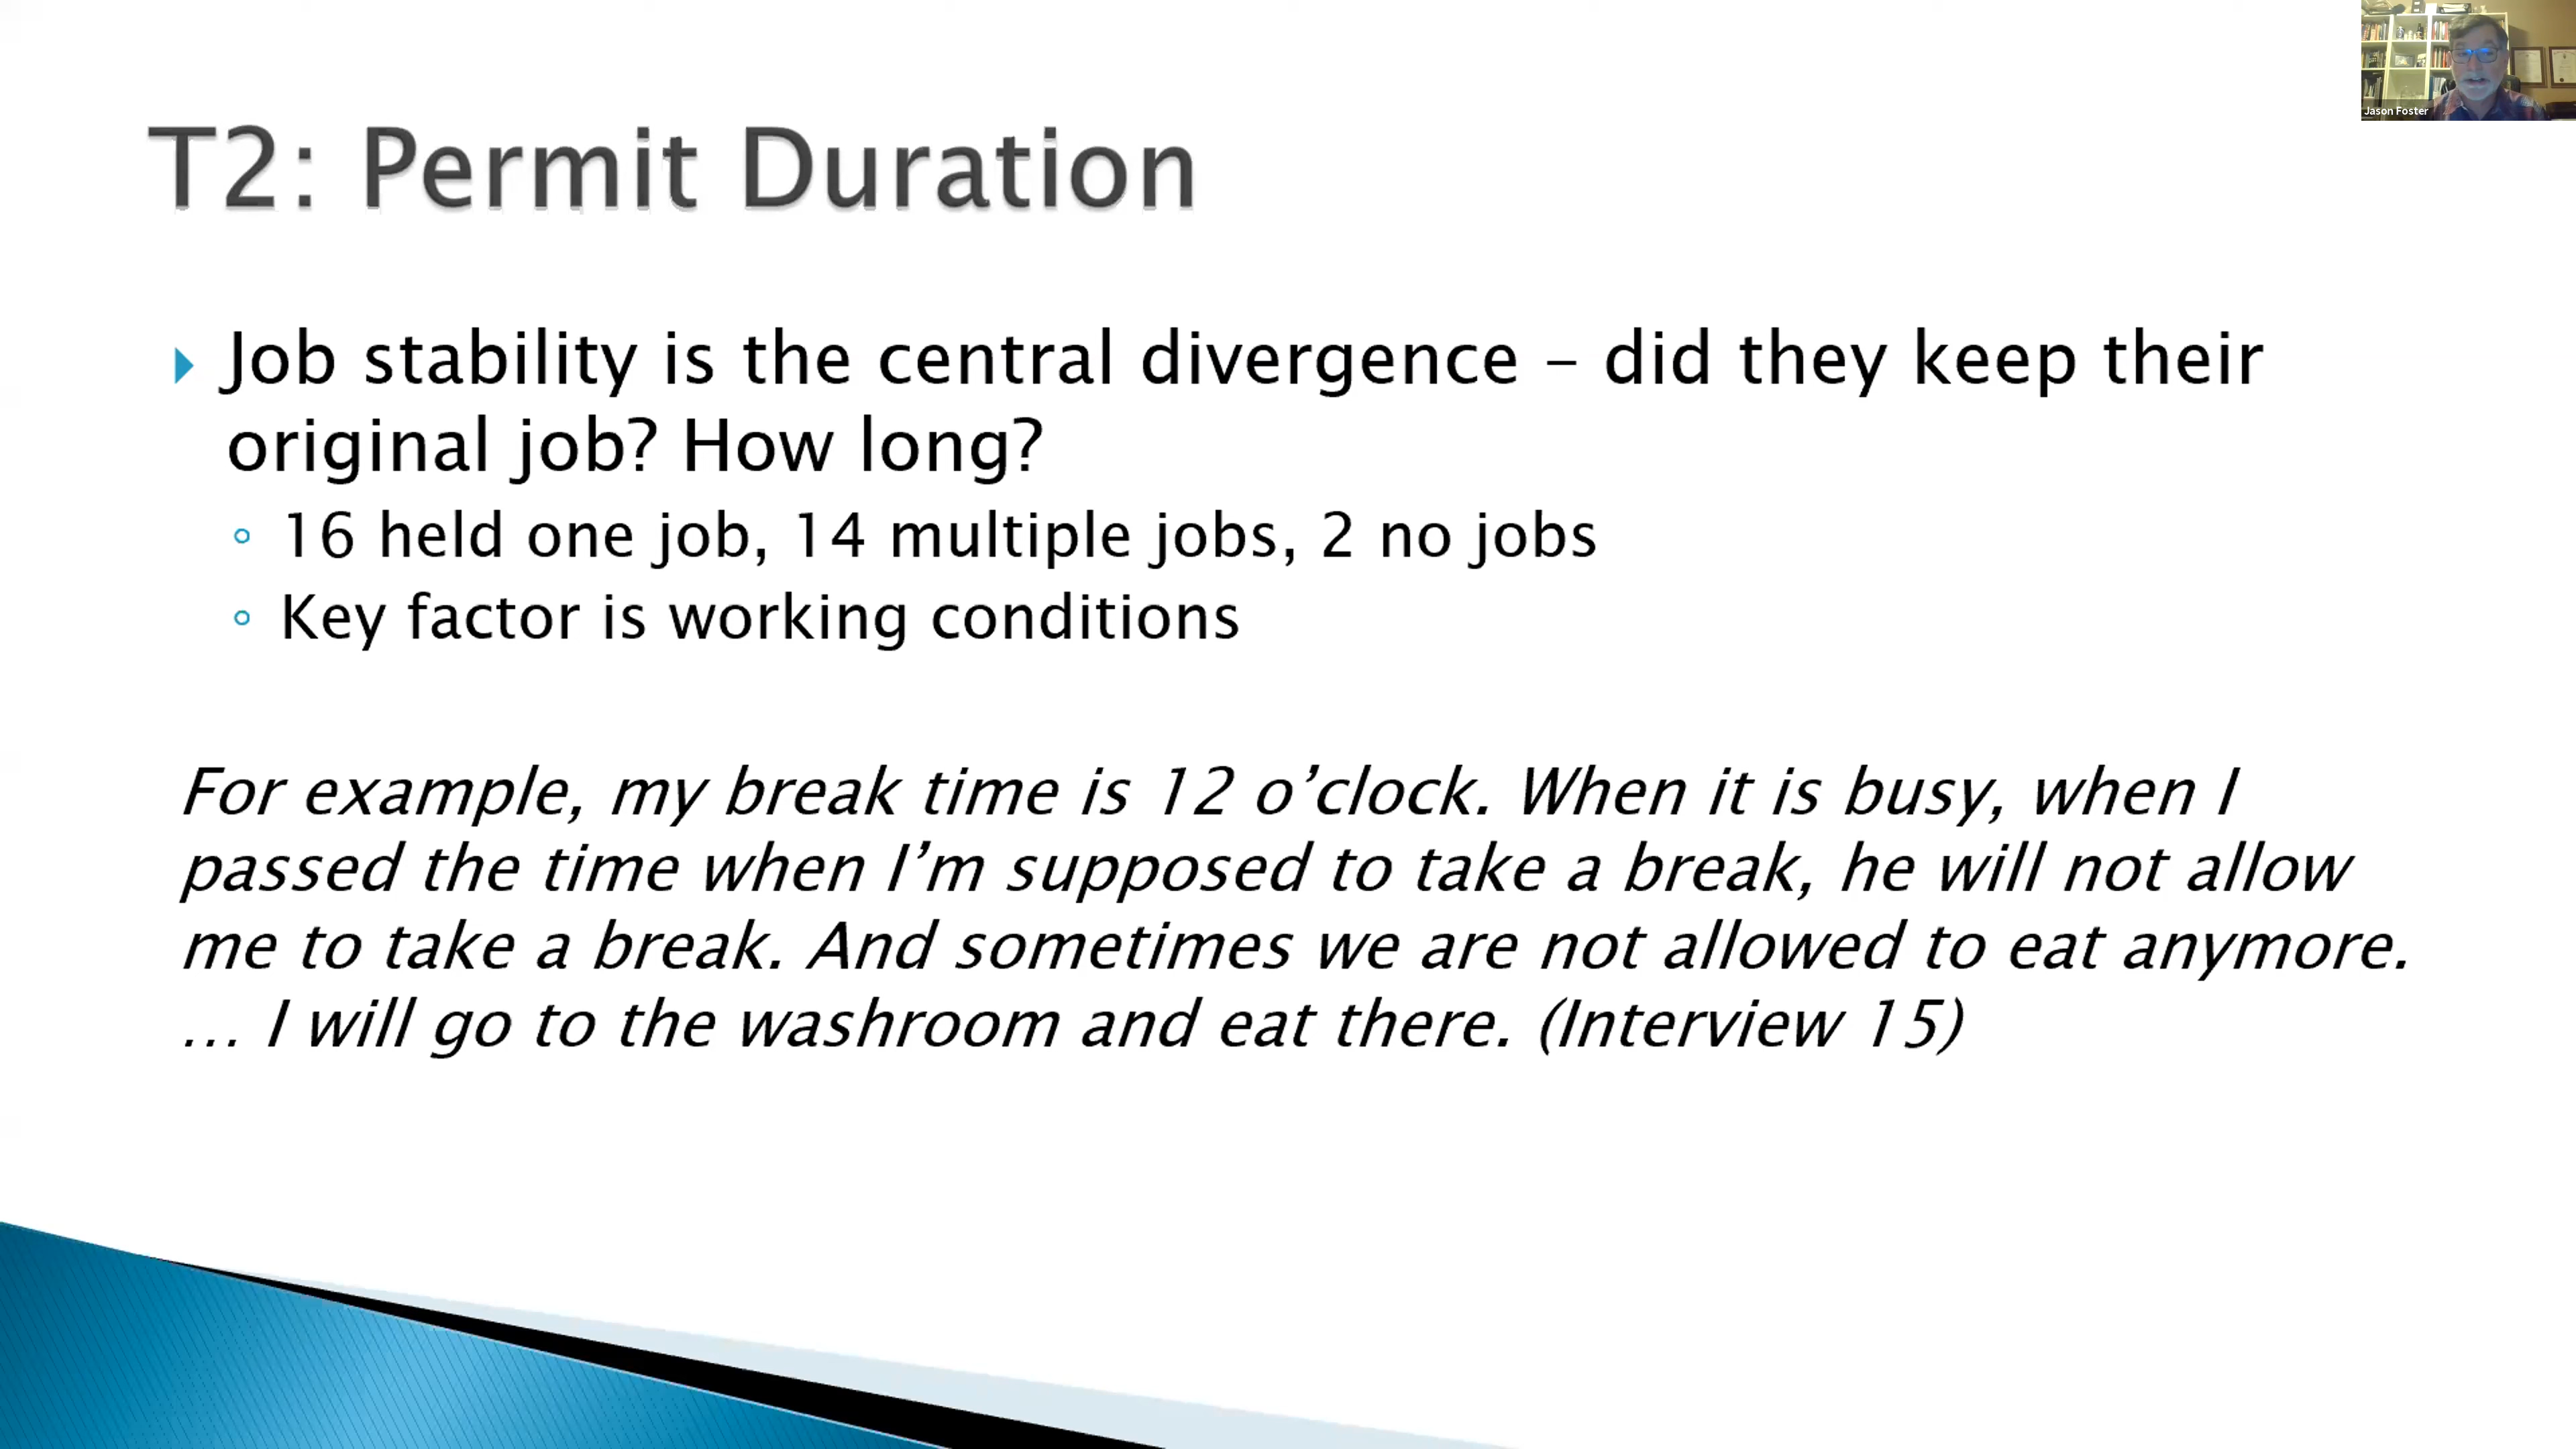 Jason Foster
T2: Permit Duration
Job stability is the central divergence – did they keep their
original job? How long?
16 held one job, 14 multiple jobs, 2 no jobs
Key factor is working conditions
For example, my break time is 12 o’clock. When it is busy, when I
passed the time when I’m supposed to take a break, he will not allow
me to take a break. And sometimes we are not allowed to eat anymore.
… I will go to the washroom and eat there. (Interview 15)